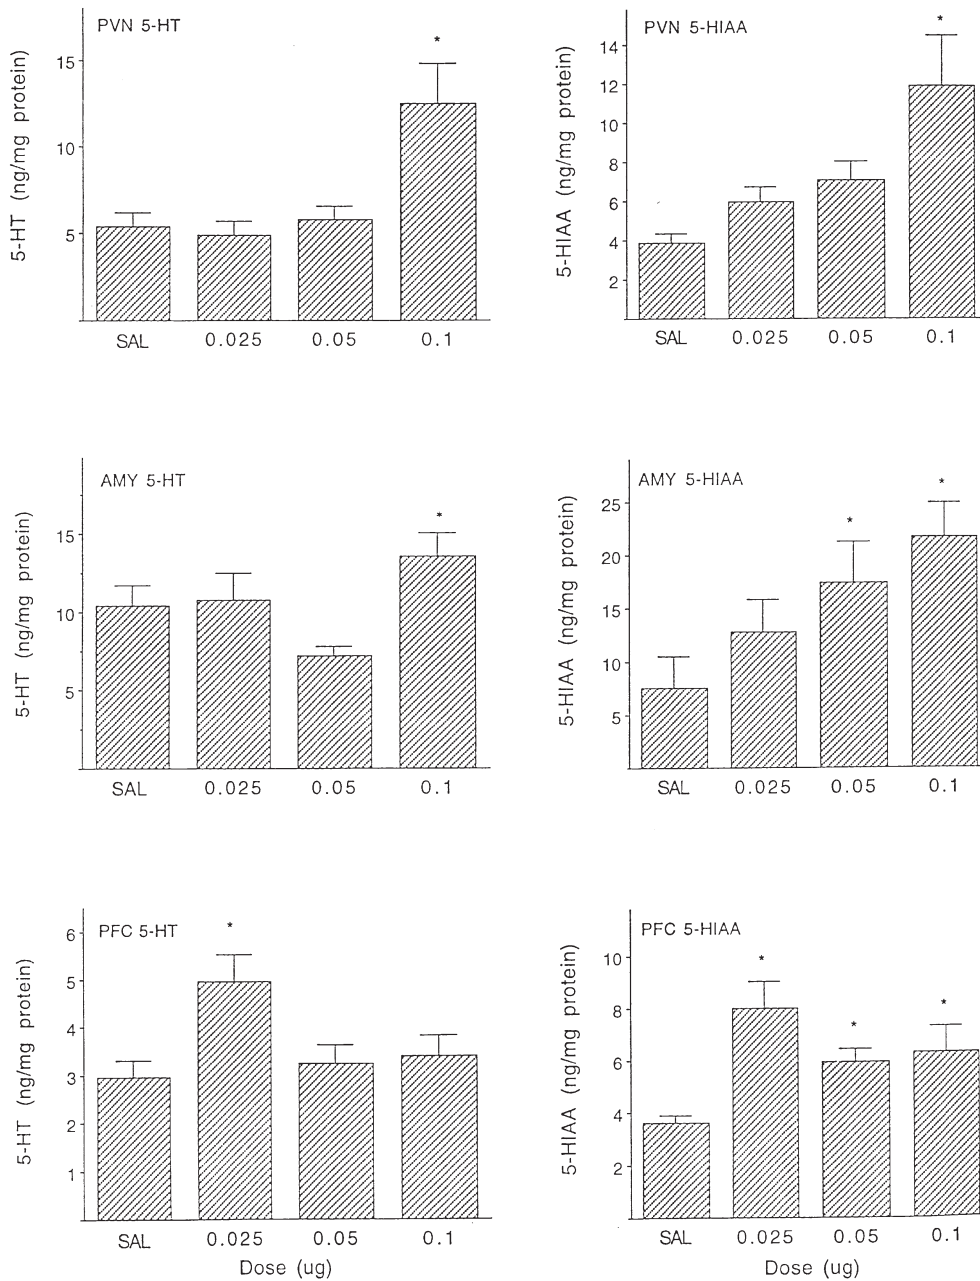 PVN 5-HT
5-HT (ng/mg protein)
15
10
5
*
SAL 0.025 0.05 0.1
PVN 5-HIAA
5-HIAA (ng/mg protein)
14
12
10
8
6
4
2
*
SAL 0.025 0.05 0.1
AMY 5-HT
5-HT (ng/mg protein)
15
10
5
*
SAL 0.025 0.05 0.1
AMY 5-HIAA
5-HIAA (ng/mg protein)
25
20
15
10
5
*
*
SAL 0.025 0.05 0.1
PFC 5-HT
5-HT (ng/mg protein)
6
5
4
3
2
1
*
SAL 0.025 0.05 0.1
Dose (ug)
PFC 5-HIAA
5-HIAA (ng/mg protein)
10
8
6
4
2
*
*
*
SAL 0.025 0.05 0.1
Dose (ug)